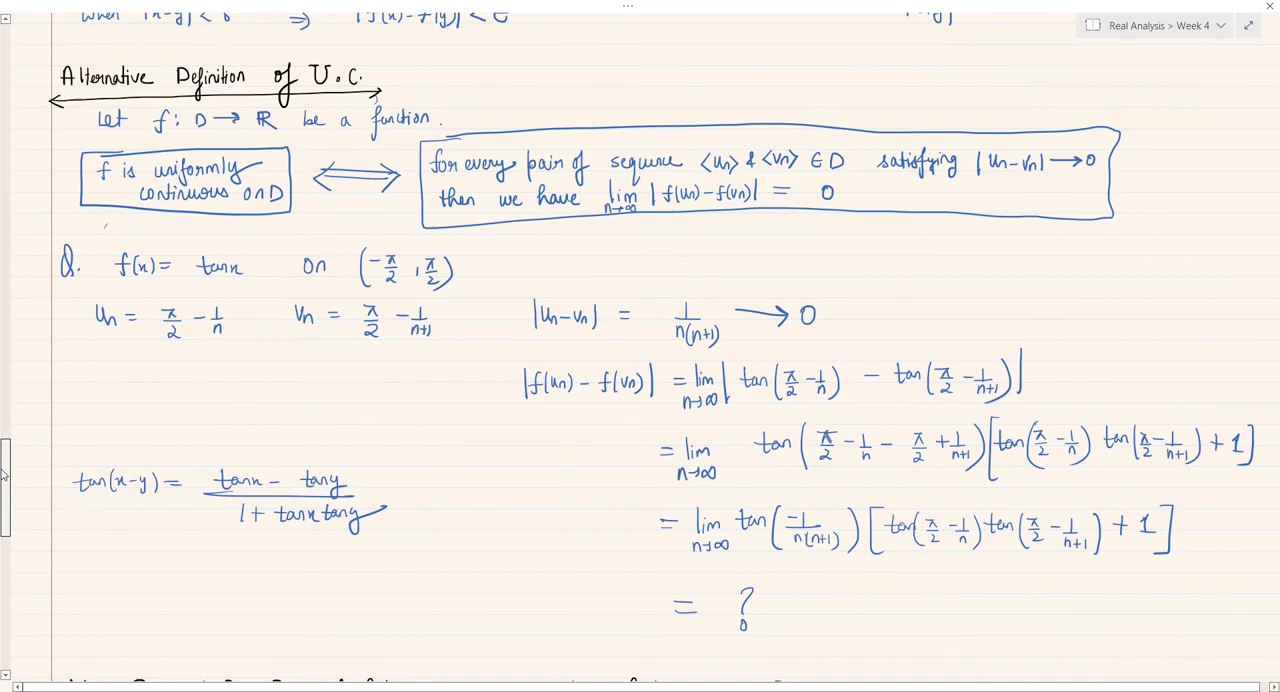 when |x-y| < δ ⇒ |f(x)-f(y)| < ϵ
Real Analysis > Week 4
Alternative Definition of U.C.
Let f: D → ℝ be a function.
f is uniformly continuous on D ⟺ for every pair of sequence <un> & <vn> ∈ D satisfying |un-vn| → 0
then we have lim n→∞ |f(un)-f(vn)| = 0
Q. f(x) = tanx on (-π/2, π/2)
un = π/2 - 1/n vn = π/2 - 1/n+1 |un-vn| = 1/n(n+1) → 0
|f(un) - f(vn)| = lim n→∞ |tan(π/2 - 1/n) - tan(π/2 - 1/n+1)|
= lim n→∞ tan(π/2 - 1/n - π/2 + 1/n+1)[tan(π/2 - 1/n) tan(π/2 - 1/n+1) + 1]
tan(x-y) = tanx - tany / 1 + tanx tany
= lim n→∞ tan(-1/n(n+1)) [tan(π/2 - 1/n) tan(π/2 - 1/n+1) + 1]
= ?